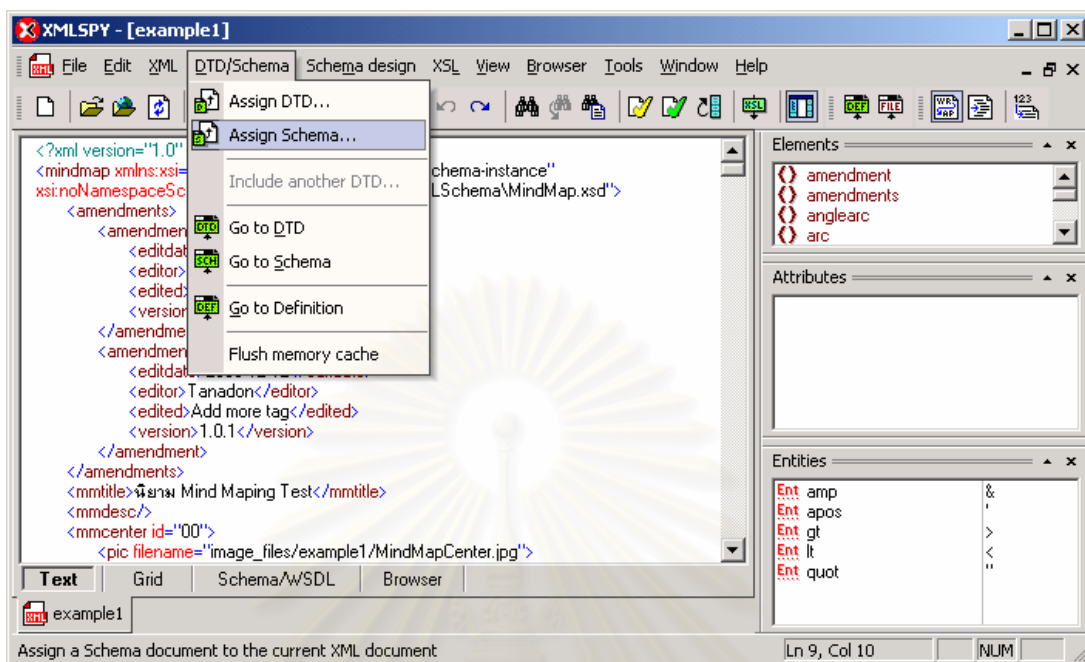 XMLSPY - [example1]
File Edit XML DTD/Schema Schema design XSL View Browser Tools Window Help
Assign DTD...
Assign Schema...
Include another DTD...
Go to DTD
Go to Schema
Go to Definition
Flush memory cache
<?xml version="1.0"
<mindmap xmlns:xsi= chema-instance"
xsi:noNamespaceSc LSchema\MindMap.xsd">
<amendments>
<amendmen
<editdat
<editor>
<edited>
<version
</amendme
<amendmen
<editdat
<editor>Tanadon</editor>
<edited>Add more tag</edited>
<version>1.0.1</version>
</amendment>
</amendments>
<mmtitle>นิยาม Mind Maping Test</mmtitle>
<mmdesc/>
<mmcenter id="00">
<pic filename="image_files/example1/MindMapCenter.jpg">
Text Grid Schema/WSDL Browser
example1
Elements
<> amendment
<> amendments
<> anglearc
<> arc
Attributes
Entities
Ent amp &
Ent apos '
Ent gt >
Ent lt <
Ent quot "
Assign a Schema document to the current XML document Ln 9, Col 10 NUM